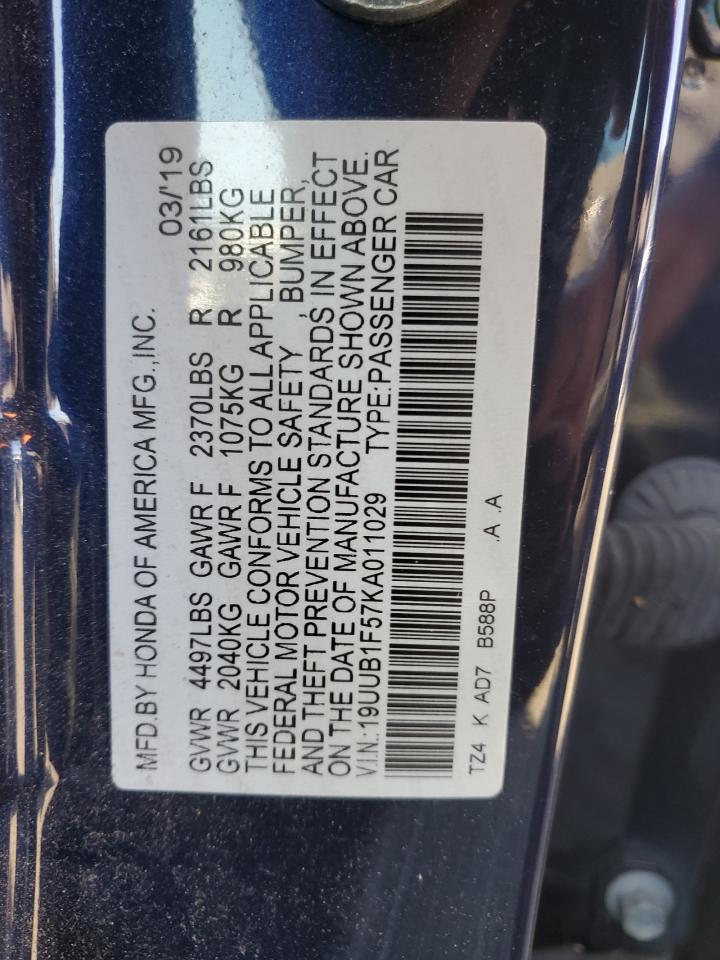 MFD.BY HONDA OF AMERICA MFG.,INC. 03/'19
GVWR 4497LBS GAWR F 2370LBS R 2161LBS
GVWR 2040KG GAWR F 1075KG R 980KG
THIS VEHICLE CONFORMS TO ALL APPLICABLE
FEDERAL MOTOR VEHICLE SAFETY , BUMPER,
AND THEFT PREVENTION STANDARDS IN EFFECT
ON THE DATE OF MANUFACTURE SHOWN ABOVE.
V.I.N.:19UUB1F57KA011029 TYPE:PASSENGER CAR
TZ4 K AD7 B588P .A .A